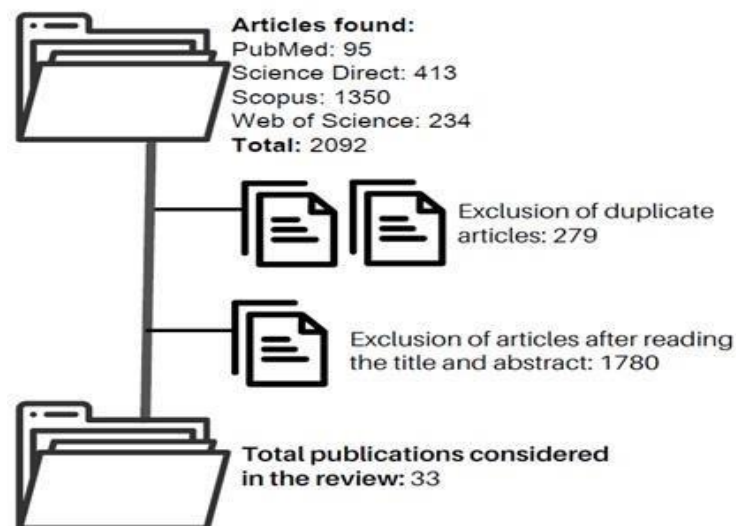 Articles found:
PubMed: 95
Science Direct: 413
Scopus: 1350
Web of Science: 234
Total: 2092
Exclusion of duplicate
articles: 279
Exclusion of articles after reading
the title and abstract: 1780
Total publications considered
in the review: 33